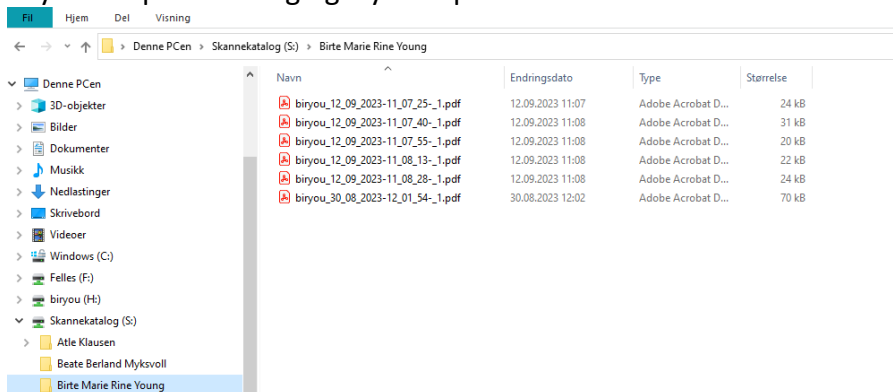 Fil Hjem Del Visning
Denne PCen > Skannekatalog (S:) > Birte Marie Rine Young
Navn Endringsdato Type Størrelse
biryou_12_09_2023-11_07_25-_1.pdf 12.09.2023 11:07 Adobe Acrobat D... 24 kB
biryou_12_09_2023-11_07_40-_1.pdf 12.09.2023 11:08 Adobe Acrobat D... 31 kB
biryou_12_09_2023-11_07_55-_1.pdf 12.09.2023 11:08 Adobe Acrobat D... 20 kB
biryou_12_09_2023-11_08_13-_1.pdf 12.09.2023 11:08 Adobe Acrobat D... 22 kB
biryou_12_09_2023-11_08_28-_1.pdf 12.09.2023 11:08 Adobe Acrobat D... 24 kB
biryou_30_08_2023-12_01_54-_1.pdf 30.08.2023 12:02 Adobe Acrobat D... 70 kB
Denne PCen
3D-objekter
Bilder
Dokumenter
Musikk
Nedlastinger
Skrivebord
Videoer
Windows (C:)
Felles (F:)
biryou (H:)
Skannekatalog (S:)
Atle Klausen
Beate Berland Myksvoll
Birte Marie Rine Young